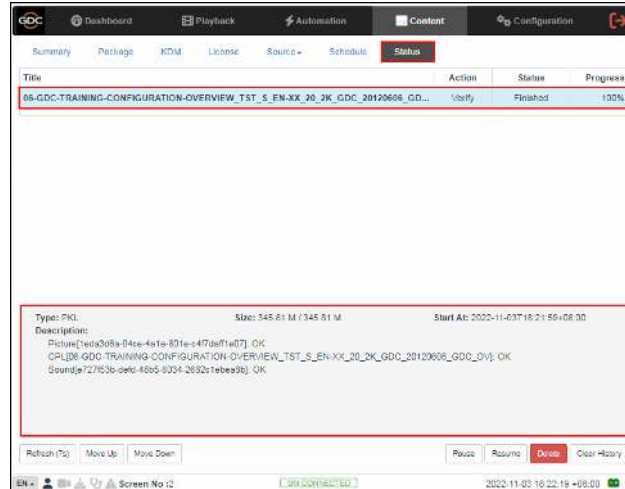 GDC Dashboard Playback Automation Content Configuration
Summary Package KDM License Source Schedule Status
Title Action Status Progress
06-GDC-TRAINING-CONFIGURATION-OVERVIEW_TST_S_EN-XX_20_2K_GDC_20120606_GD... Verify Finished 100%
Type: PKL Size: 345.81 M / 345.81 M Start At: 2022-11-03T18:21:59+08:00
Description:
OK
CPL[06-GDC-TRAINING-CONFIGURATION-OVERVIEW_TST_S_EN-XX_20_2K_GDC_20120606_GDC_OV]: OK
OK
Refresh (7s) Move Up Move Down Pause Resume Delete Clear History
EN Screen No :2 2022-11-03 18:22:19 +08:00